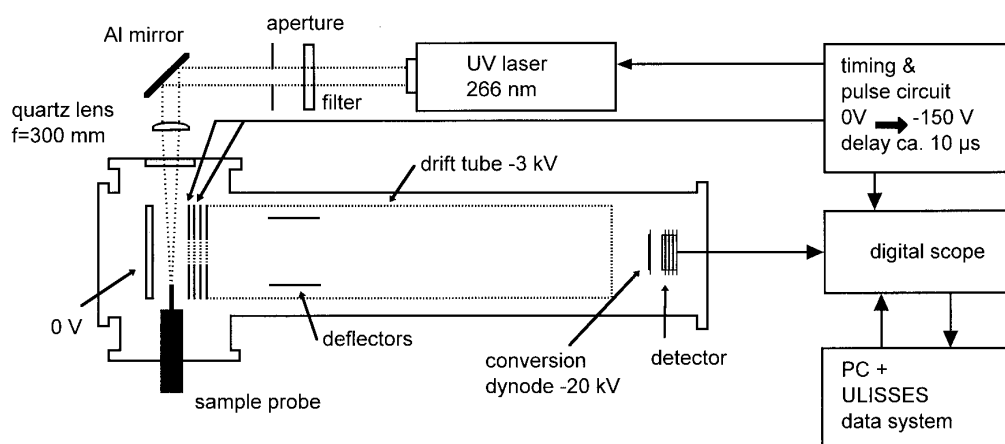 Al mirror
aperture
UV laser
266 nm
filter
timing &
pulse circuit
0V -150 V
delay ca. 10 µs
quartz lens
f=300 mm
drift tube -3 kV
digital scope
0 V
deflectors
conversion
dynode -20 kV
detector
sample probe
PC +
ULISSES
data system